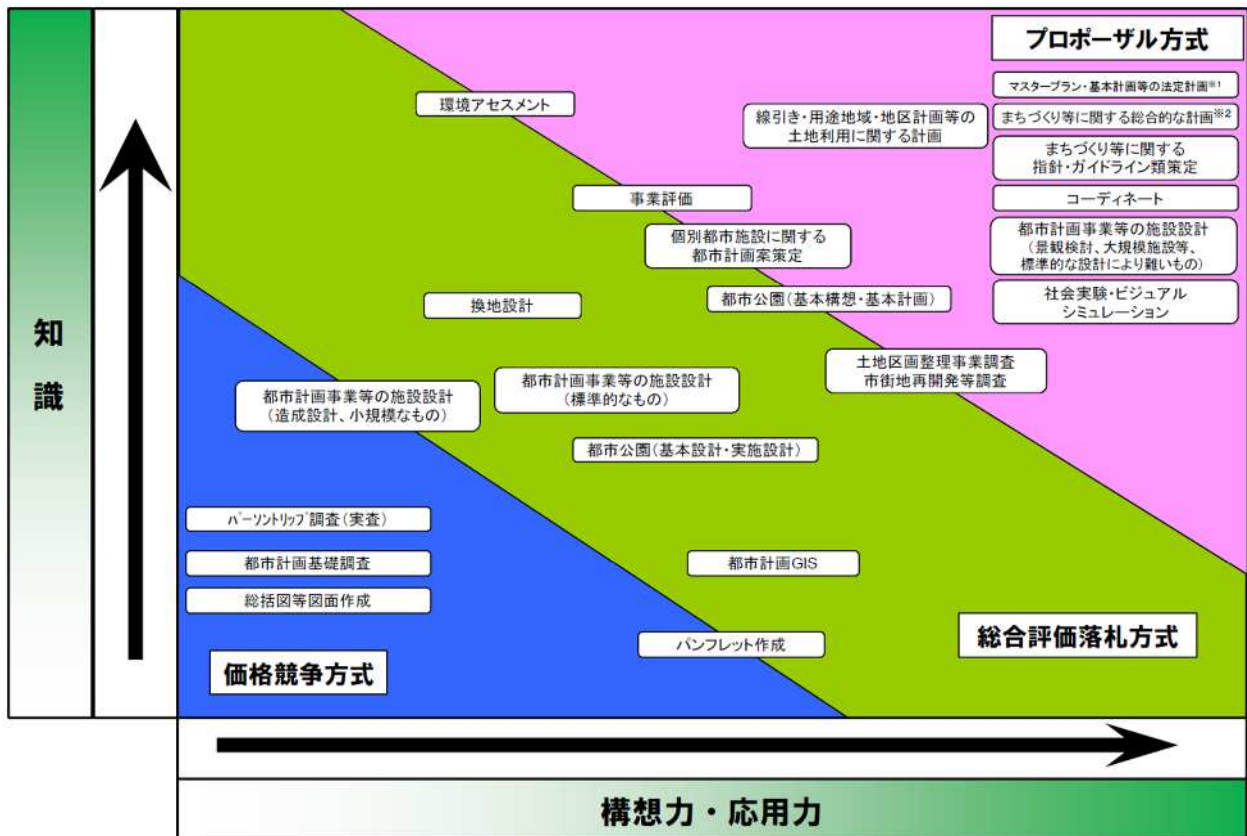 プロポーザル方式
マスタープラン・基本計画等の法定計画※1
環境アセスメント
線引き・用途地域・地区計画等の
土地利用に関する計画
まちづくり等に関する総合的な計画※2
まちづくり等に関する
指針・ガイドライン類策定
事業評価
コーディネート
個別都市施設に関する
都市計画案策定
都市計画事業等の施設設計
(景観検討、大規模施設等、
標準的な設計により難いもの)
換地設計
都市公園(基本構想・基本計画)
社会実験・ビジュアル
シミュレーション
知
識
土地区画整理事業調査
市街地再開発等調査
都市計画事業等の施設設計
(造成設計、小規模なもの)
都市計画事業等の施設設計
(標準的なもの)
都市公園(基本設計・実施設計)
パーソントリップ調査(実査)
都市計画基礎調査
都市計画GIS
総括図等図面作成
パンフレット作成
総合評価落札方式
価格競争方式
構想力・応用力